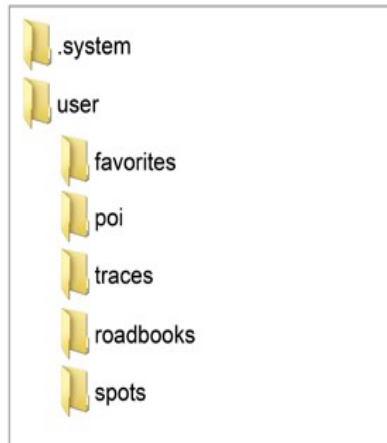 .system
user
favorites
poi
traces
roadbooks
spots